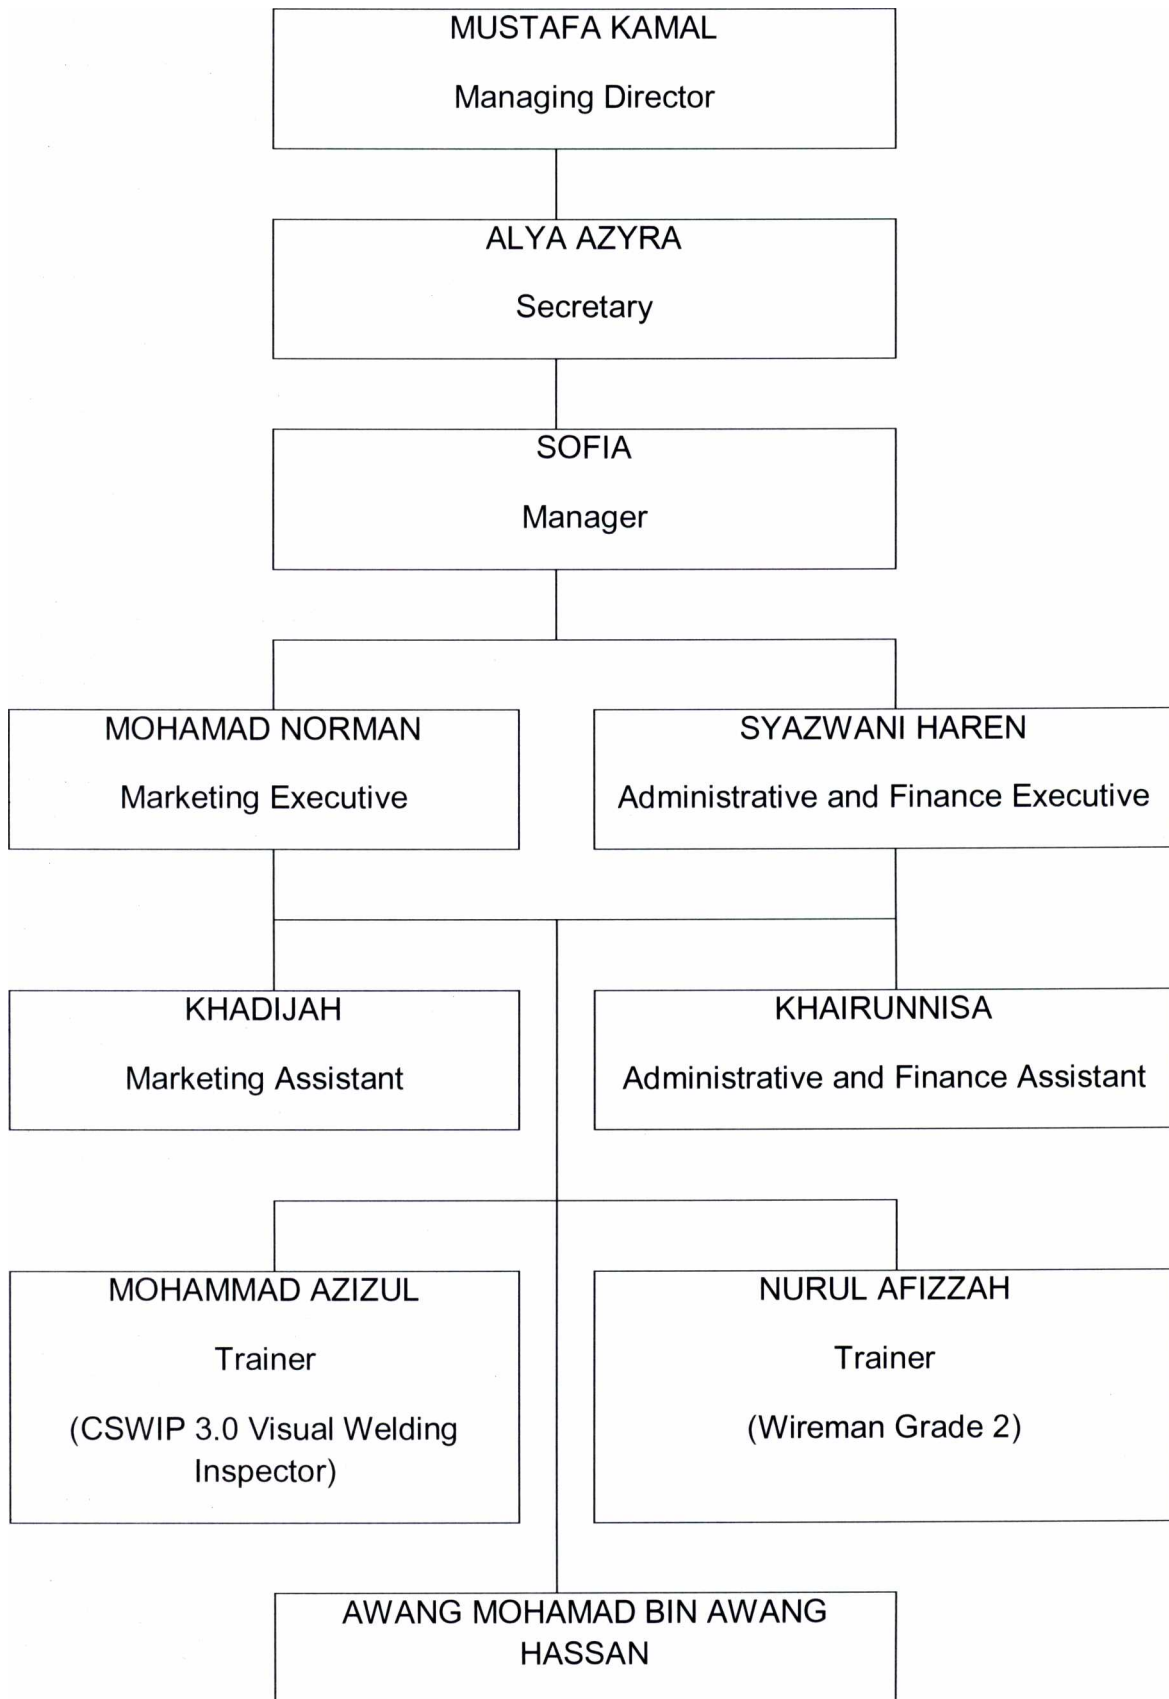 MUSTAFA KAMAL
Managing Director
ALYA AZYRA
Secretary
SOFIA
Manager
MOHAMAD NORMAN
Marketing Executive
SYAZWANI HAREN
Administrative and Finance Executive
KHADIJAH
Marketing Assistant
KHAIRUNNISA
Administrative and Finance Assistant
MOHAMMAD AZIZUL
Trainer
(CSWIP 3.0 Visual Welding
Inspector)
NURUL AFIZZAH
Trainer
(Wireman Grade 2)
AWANG MOHAMAD BIN AWANG
HASSAN